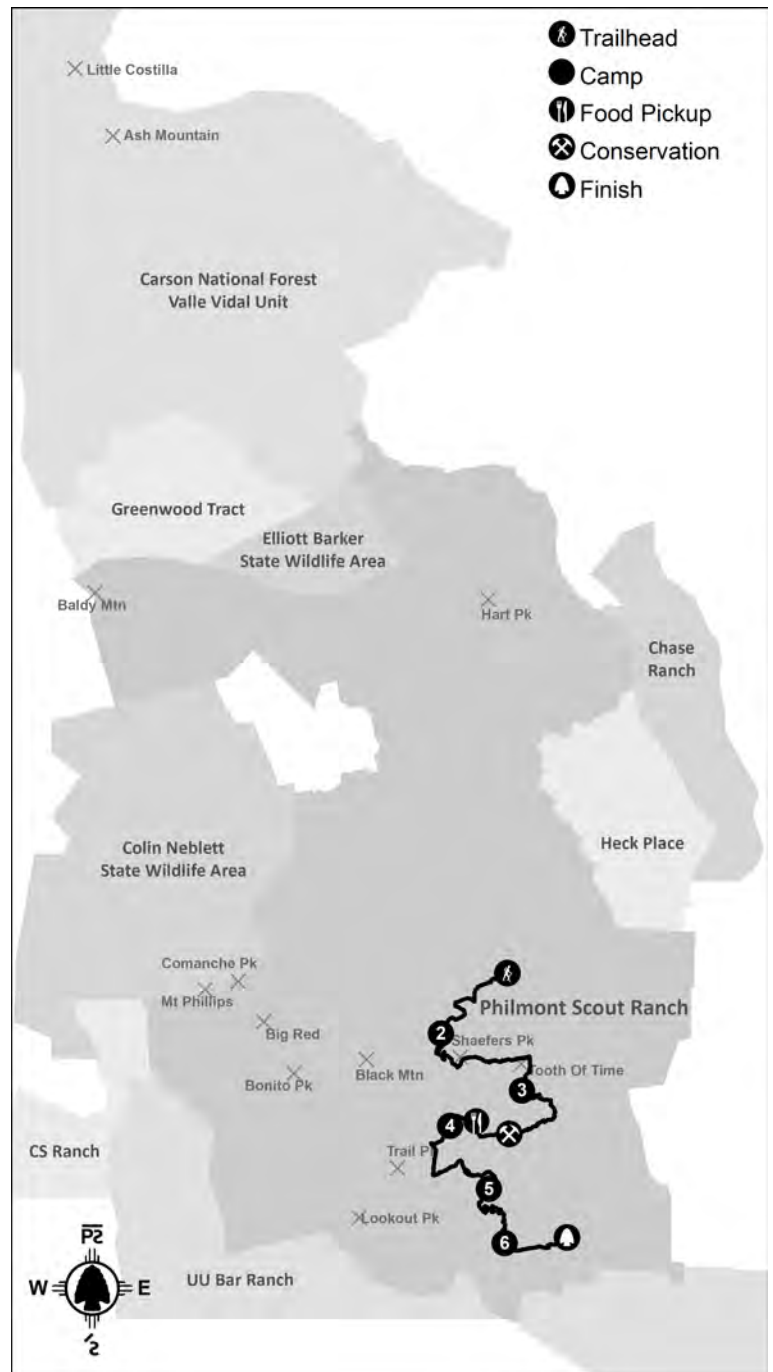 Trailhead
Camp
Food Pickup
Conservation
Finish
Little Costilla
Ash Mountain
Carson National Forest
Valle Vidal Unit
Greenwood Tract
Elliott Barker
State Wildlife Area
Baldy Mtn
Hart Pk
Chase
Ranch
Heck Place
Colin Neblett
State Wildlife Area
Comanche Pk
Mt Phillips
Big Red
Bonito Pk
Black Mtn
Philmont Scout Ranch
2
Shaefers Pk
Tooth Of Time
3
4
Trail P
5
CS Ranch
Lookout Pk
6
UU Bar Ranch
W
E